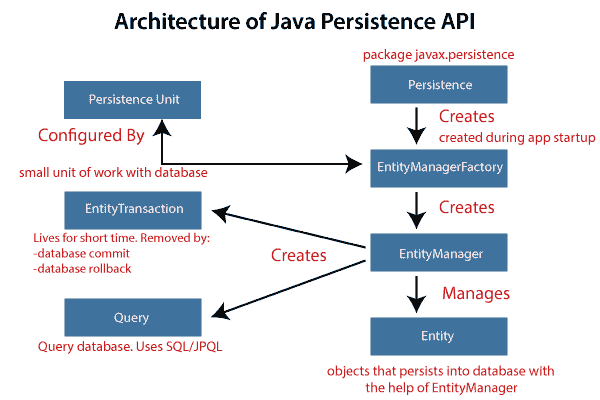 Architecture of Java Persistence API
package javax.persistence
Persistence Unit
Persistence
Configured By
Creates
created during app startup
small unit of work with database
EntityManagerFactory
EntityTransaction
Creates
Lives for short time. Removed by:
-database commit
-database rollback
Creates
EntityManager
Manages
Query
Entity
Query database. Uses SQL/JPQL
objects that persists into database with
the help of EntityManager